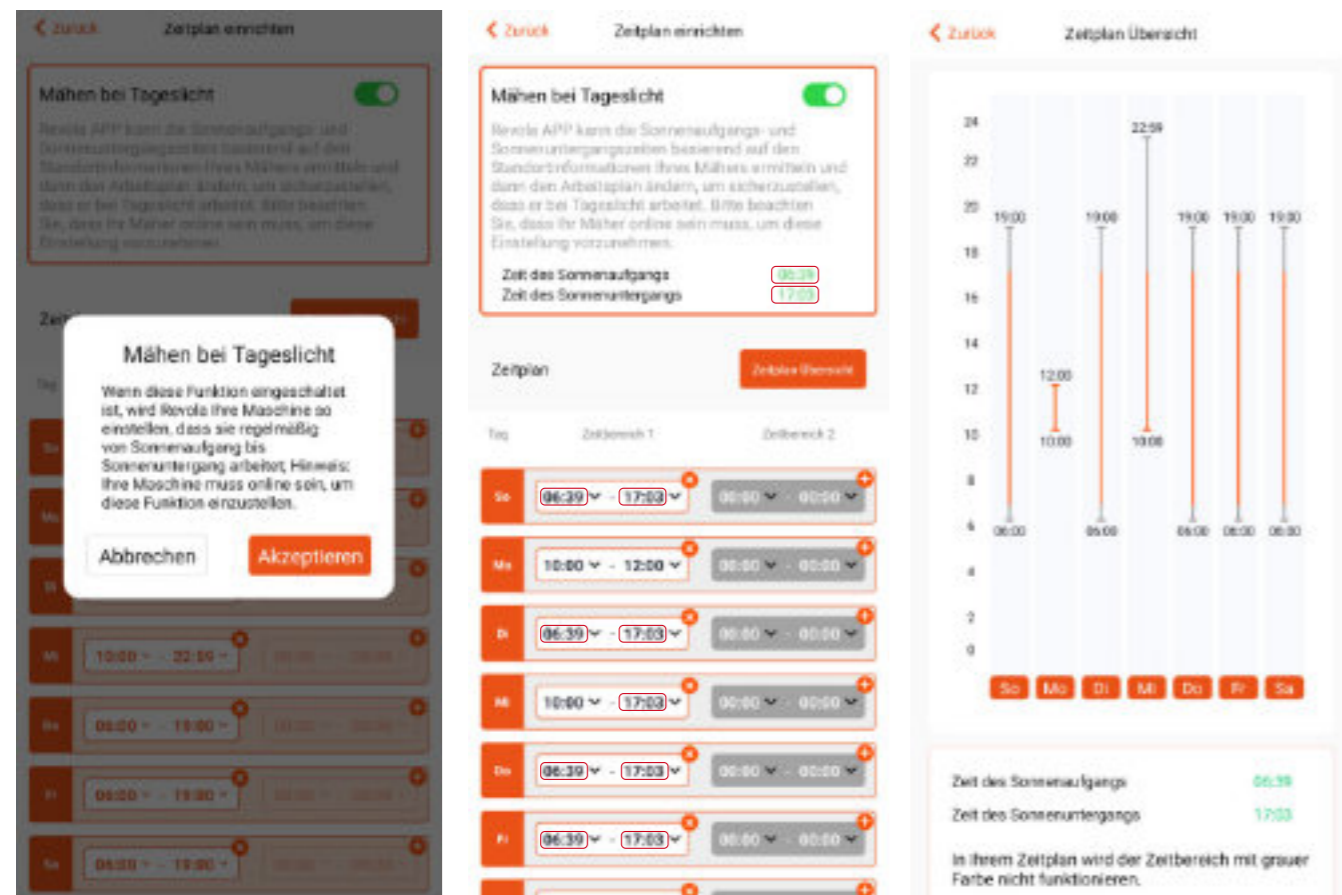 Zurück Zeitplan einrichten
Mähen bei Tageslicht
Revola APP kann die Sonnenaufgangs- und
Sonnenuntergangszeiten basierend auf den
Standortinformationen Ihres Mähers ermitteln und
dann den Arbeitsplan ändern, um sicherzustellen,
dass er bei Tageslicht arbeitet. Bitte beachten
Sie, dass Ihr Mäher online sein muss, um diese
Einstellung vorzunehmen.
Tag
Mähen bei Tageslicht
Wenn diese Funktion eingeschaltet
ist, wird Revola Ihre Maschine so
einstellen, dass sie regelmäßig
von Sonnenaufgang bis
Sonnenuntergang arbeitet, Hinweis:
Ihre Maschine muss online sein, um
diese Funktion einzustellen.
Abbrechen Akzeptieren
So
Mo
Di
Mi 10:00 - 22:59
Do 06:00 - 19:00
Fr 06:00 - 19:00
Sa 06:00 - 19:00
Zurück Zeitplan einrichten
Mähen bei Tageslicht
Revola APP kann die Sonnenaufgangs- und
Sonnenuntergangszeiten basierend auf den
Standortinformationen Ihres Mähers ermitteln und
dann den Arbeitsplan ändern, um sicherzustellen,
dass er bei Tageslicht arbeitet. Bitte beachten
Sie, dass Ihr Mäher online sein muss, um diese
Einstellung vorzunehmen.
Zeit des Sonnenaufgangs 06:39
Zeit des Sonnenuntergangs 17:03
Zeitplan Zeitplan Übersicht
Tag Zeitbereich 1 Zeitbereich 2
So 06:39 - 17:03 00:00 - 00:00
Mo 10:00 - 12:00 00:00 - 00:00
Di 06:39 - 17:03 00:00 - 00:00
Mi 10:00 - 17:03 00:00 - 00:00
Do 06:39 - 17:03 00:00 - 00:00
Fr 06:39 - 17:03 00:00 - 00:00
Zurück Zeitplan Übersicht
24
22:59
22
20
19:00 19:00 19:00 19:00 19:00
18
16
14
12:00
12
10
10:00 10:00
8
6
06:00 06:00 06:00 06:00 06:00
4
2
0
So Mo Di Mi Do Fr Sa
Zeit des Sonnenaufgangs 06:39
Zeit des Sonnenuntergangs 17:03
In Ihrem Zeitplan wird der Zeitbereich mit grauer
Farbe nicht funktionieren.